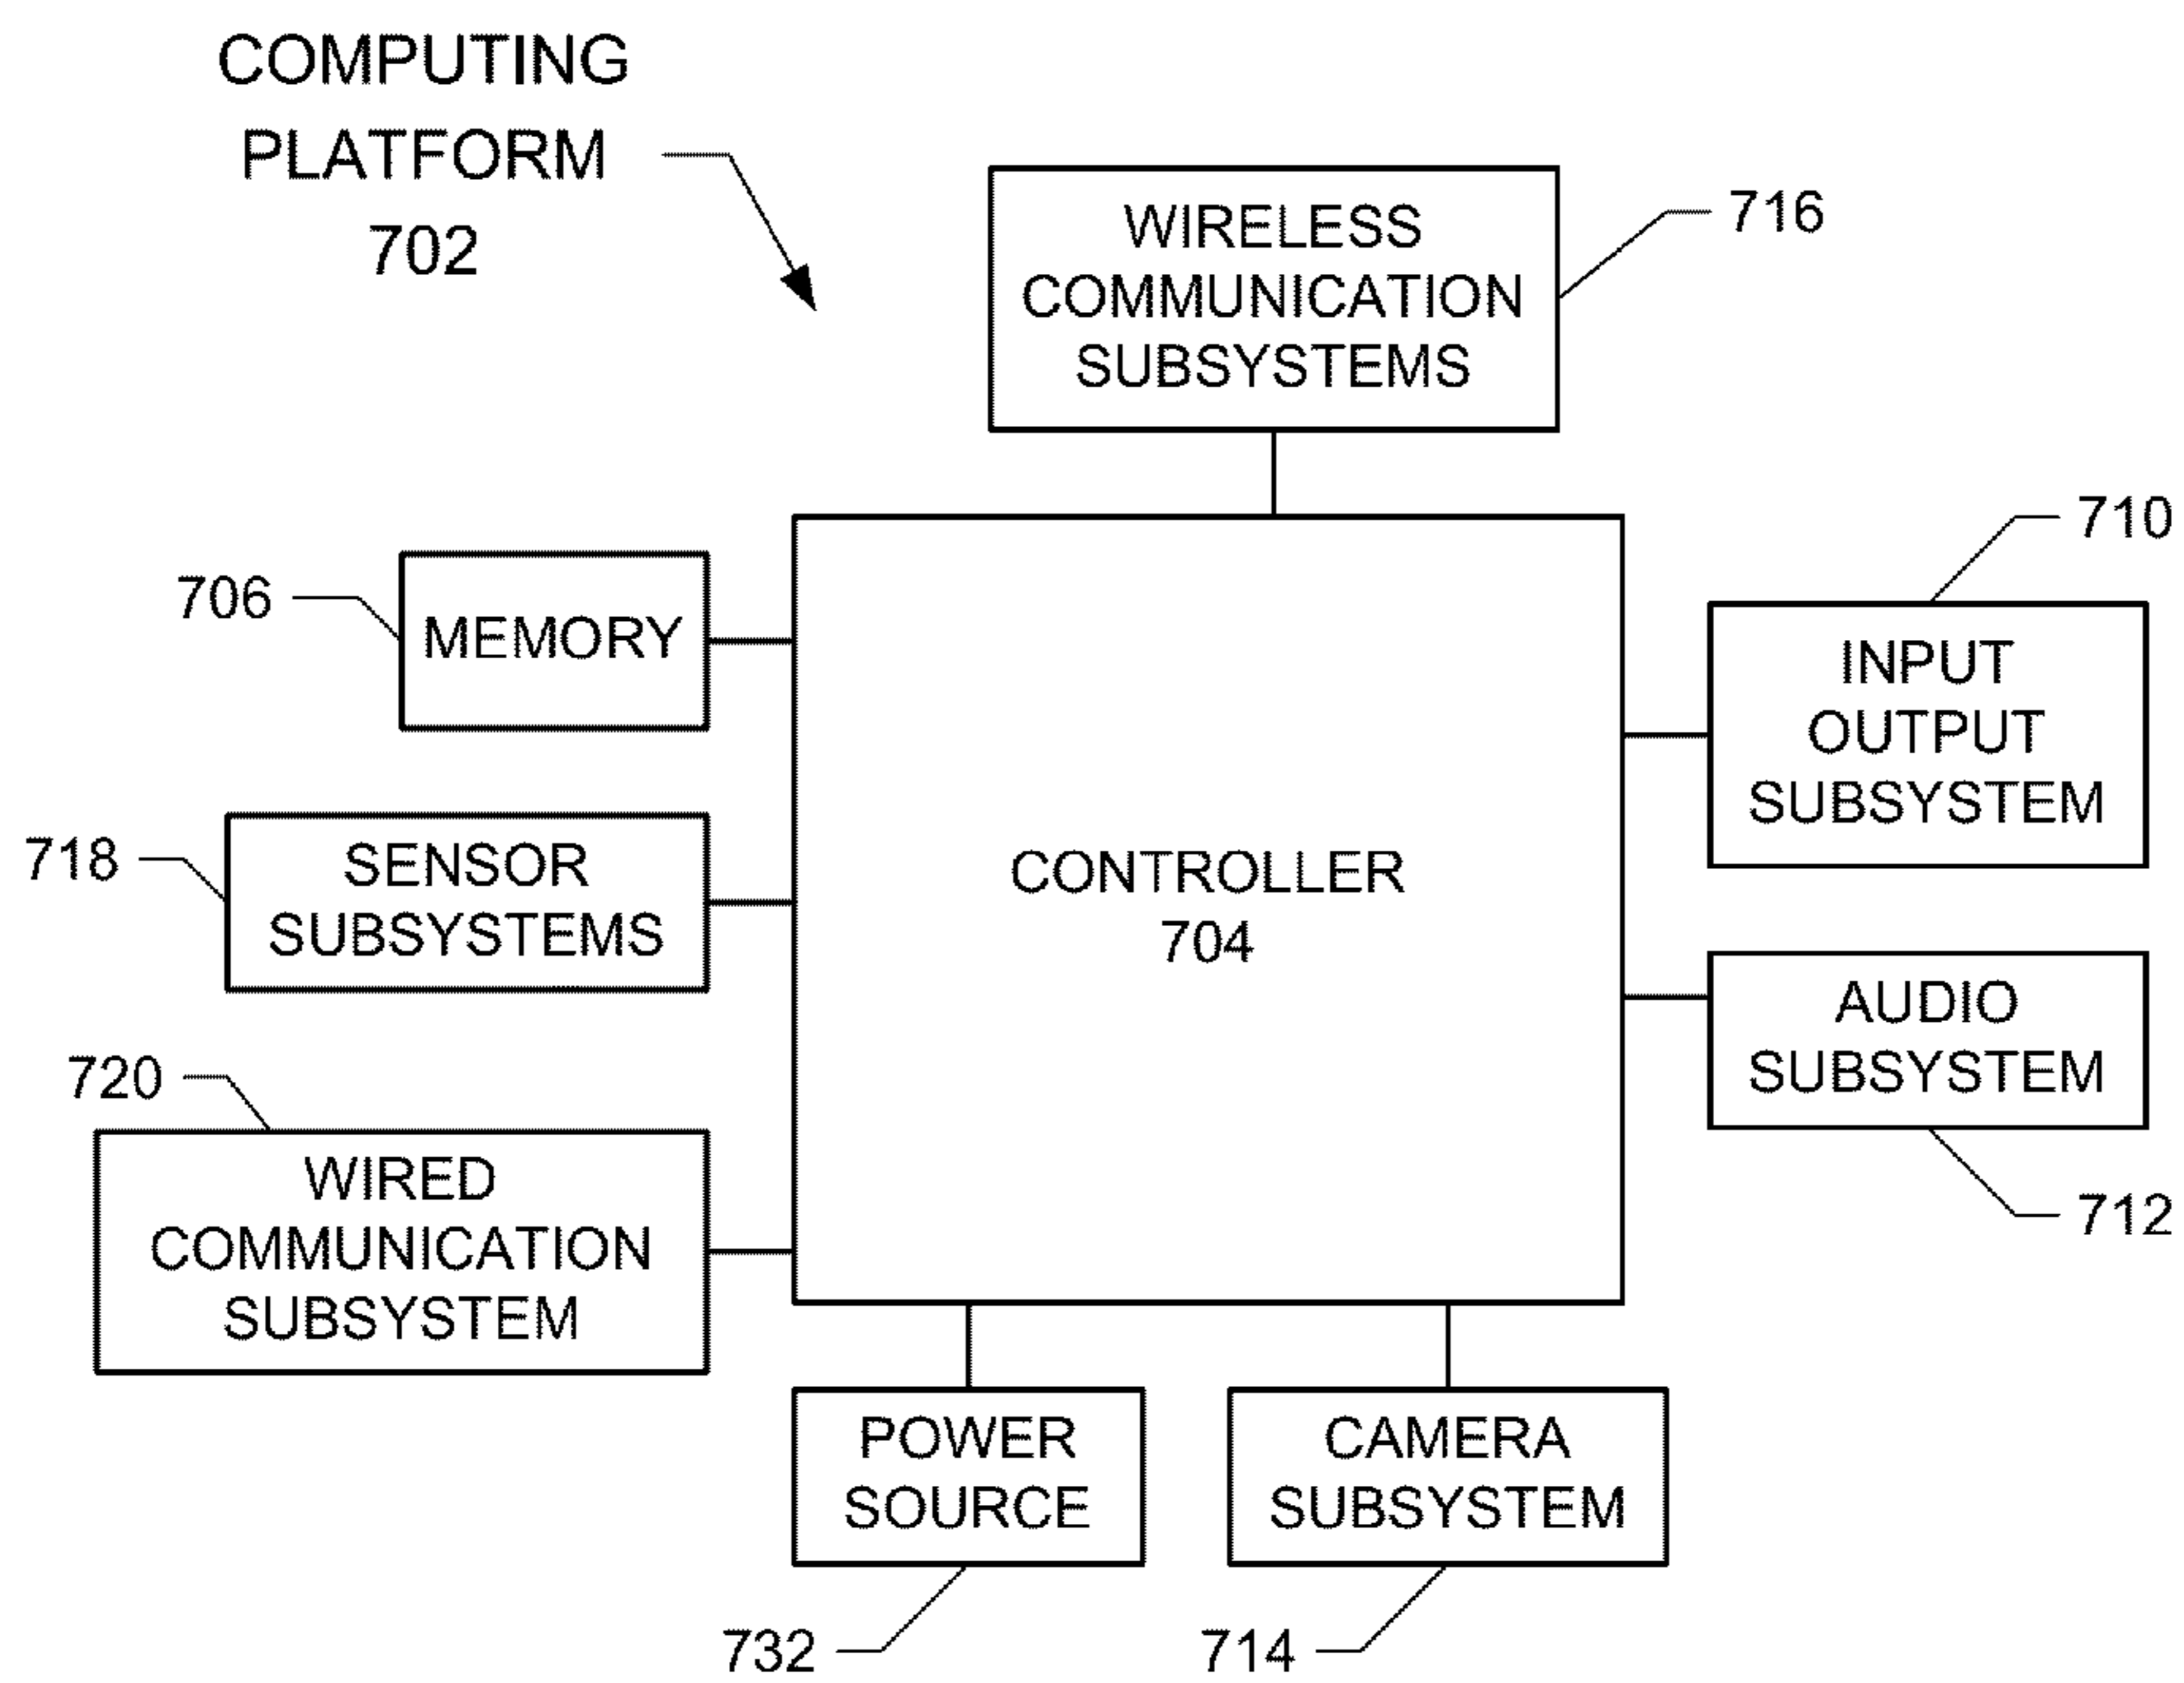 COMPUTING
PLATFORM
702
WIRELESS
COMMUNICATION
SUBSYSTEMS
716
706
MEMORY
710
INPUT
OUTPUT
SUBSYSTEM
718
SENSOR
SUBSYSTEMS
CONTROLLER
704
AUDIO
SUBSYSTEM
712
720
WIRED
COMMUNICATION
SUBSYSTEM
POWER
SOURCE
732
CAMERA
SUBSYSTEM
714